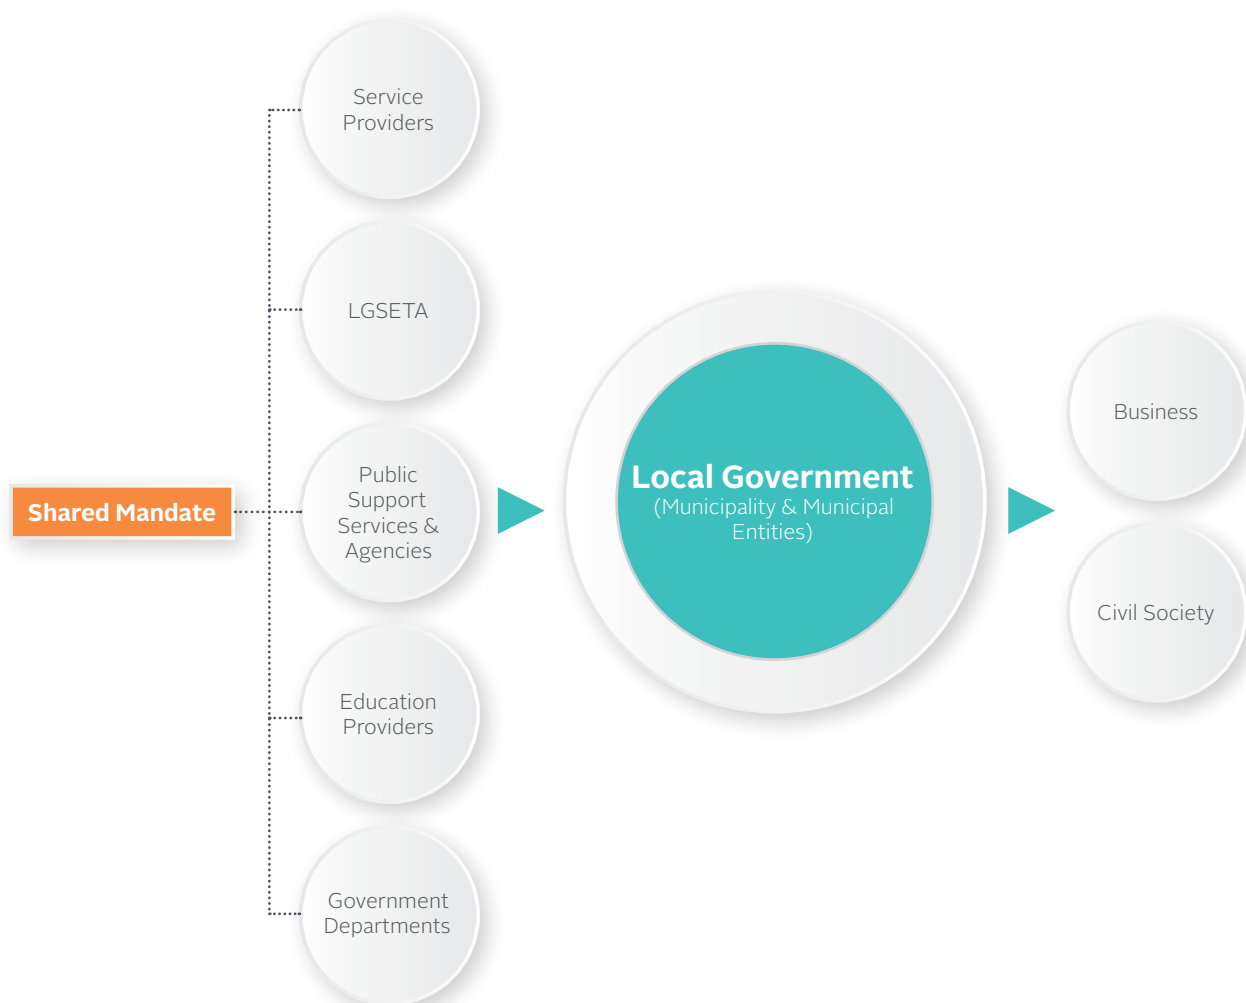 Shared Mandate
Service
Providers
LGSETA
Public
Support
Services &
Agencies
Education
Providers
Government
Departments
Local Government
(Municipality & Municipal
Entities)
Business
Civil Society